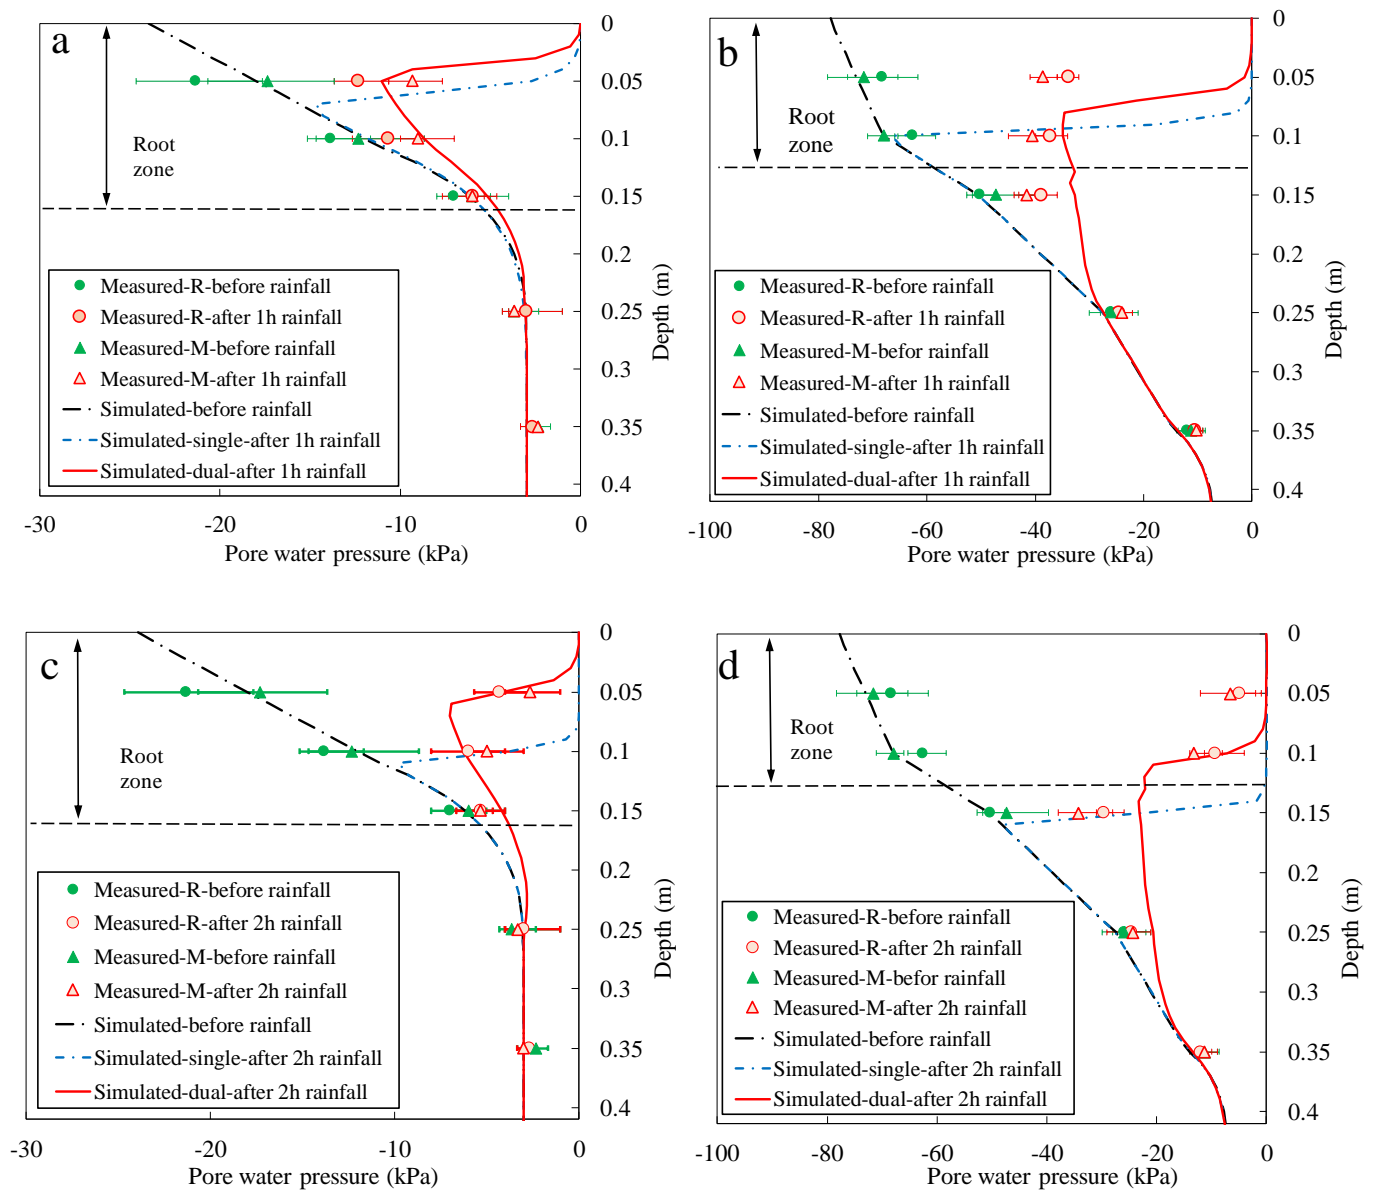 a
Root
zone
Measured-R-before rainfall
Measured-R-after 1h rainfall
Measured-M-before rainfall
Measured-M-after 1h rainfall
Simulated-before rainfall
Simulated-single-after 1h rainfall
Simulated-dual-after 1h rainfall
0
0.05
0.1
0.15
0.2
0.25
0.3
0.35
0.4
Depth (m)
-30 -20 -10 0
Pore water pressure (kPa)
b
Root
zone
Measured-R-before rainfall
Measured-R-after 1h rainfall
Measured-M-befor rainfall
Measured-M-after 1h rainfall
Simulated-before rainfall
Simulated-single-after 1h rainfall
Simulated-dual-after 1h rainfall
0
0.05
0.1
0.15
0.2
0.25
0.3
0.35
0.4
Depth (m)
-100 -80 -60 -40 -20 0
Pore water pressure (kPa)
c
Root
zone
Measured-R-before rainfall
Measured-R-after 2h rainfall
Measured-M-before rainfall
Measured-M-after 2h rainfall
Simulated-before rainfall
Simulated-single-after 2h rainfall
Simulated-dual-after 2h rainfall
0
0.05
0.1
0.15
0.2
0.25
0.3
0.35
0.4
Depth (m)
-30 -20 -10 0
Pore water pressure (kPa)
d
Root
zone
Measured-R-before rainfall
Measured-R-after 2h rainfall
Measured-M-befor rainfall
Measured-M-after 2h rainfall
Simulated-before rainfall
Simulated-single-after 2h rainfall
Simulated-dual-after 2h rainfall
0
0.05
0.1
0.15
0.2
0.25
0.3
0.35
0.4
Depth (m)
-100 -80 -60 -40 -20 0
Pore water pressure (kPa)